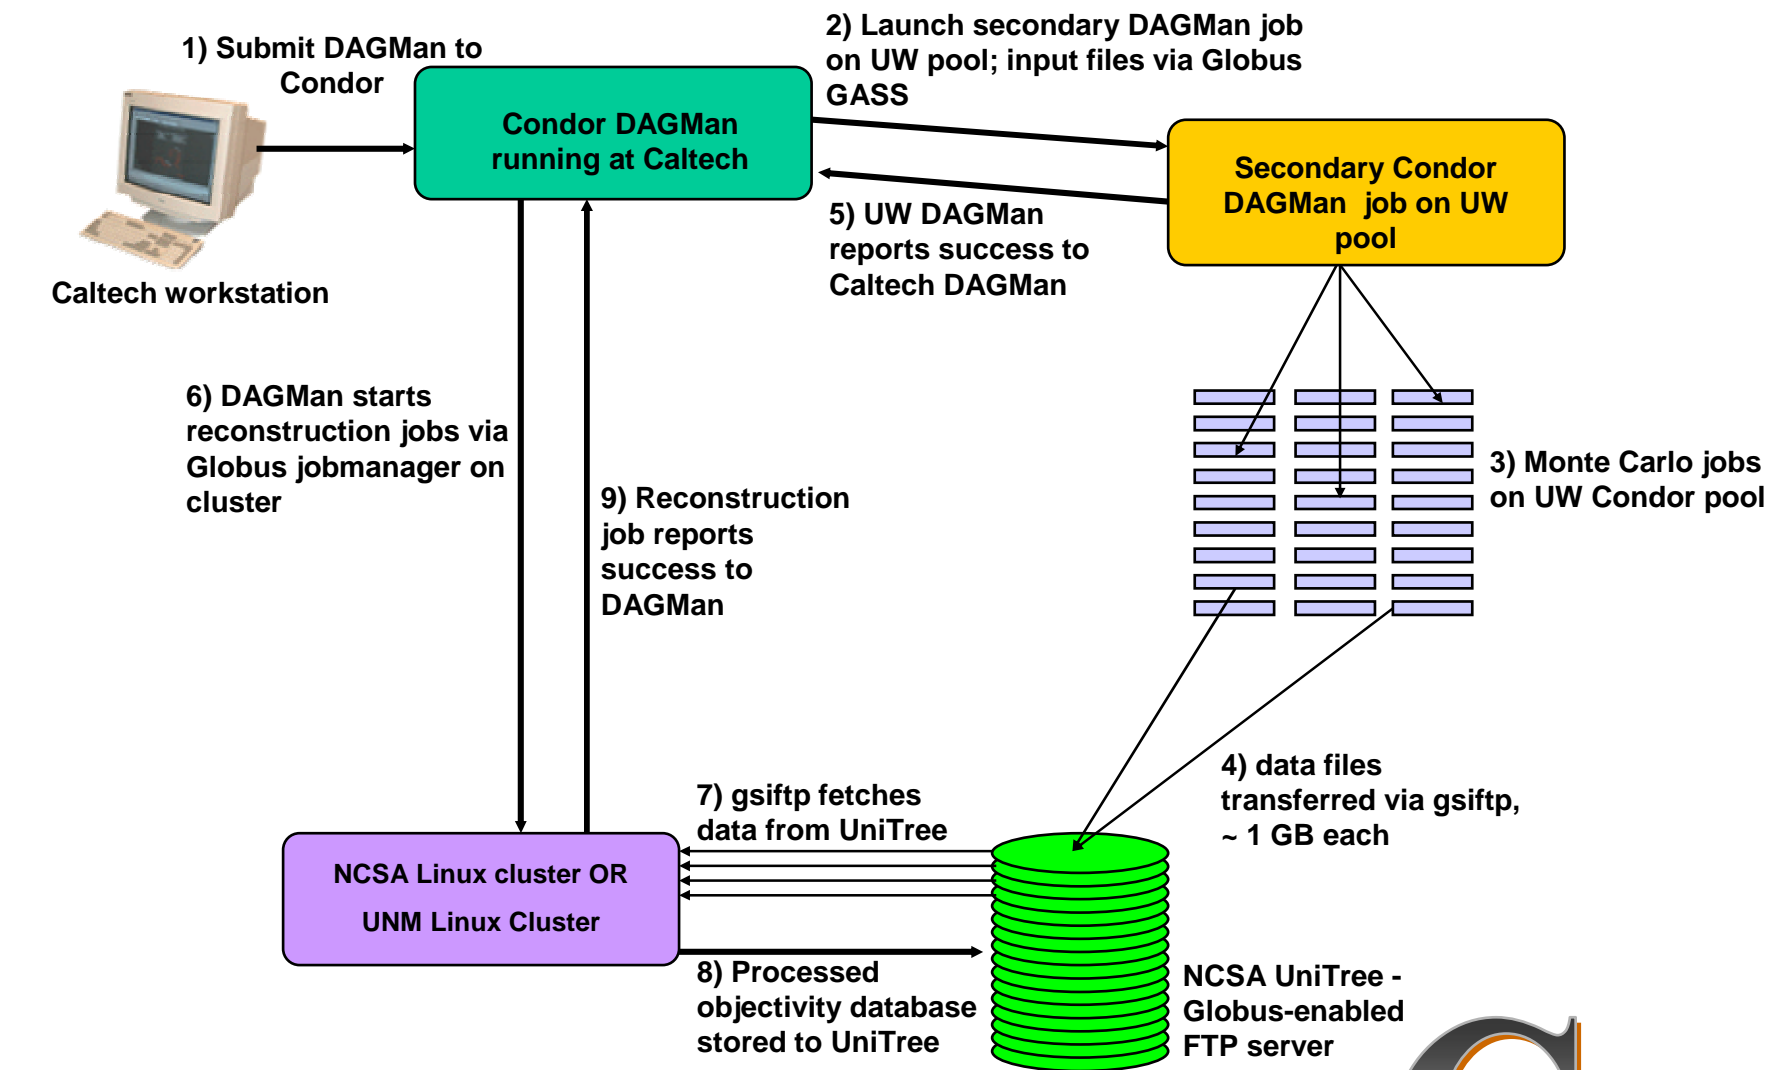 1) Submit DAGMan to
Condor
2) Launch secondary DAGMan job
on UW pool; input files via Globus
GASS
Condor DAGMan
running at Caltech
Secondary Condor
DAGMan job on UW
pool
5) UW DAGMan
reports success to
Caltech DAGMan
Caltech workstation
6) DAGMan starts
reconstruction jobs via
Globus jobmanager on
cluster
9) Reconstruction
job reports
success to
DAGMan
3) Monte Carlo jobs
on UW Condor pool
4) data files
transferred via gsiftp,
~ 1 GB each
7) gsiftp fetches
data from UniTree
NCSA Linux cluster OR
UNM Linux Cluster
8) Processed
objectivity database
stored to UniTree
NCSA UniTree -
Globus-enabled
FTP server